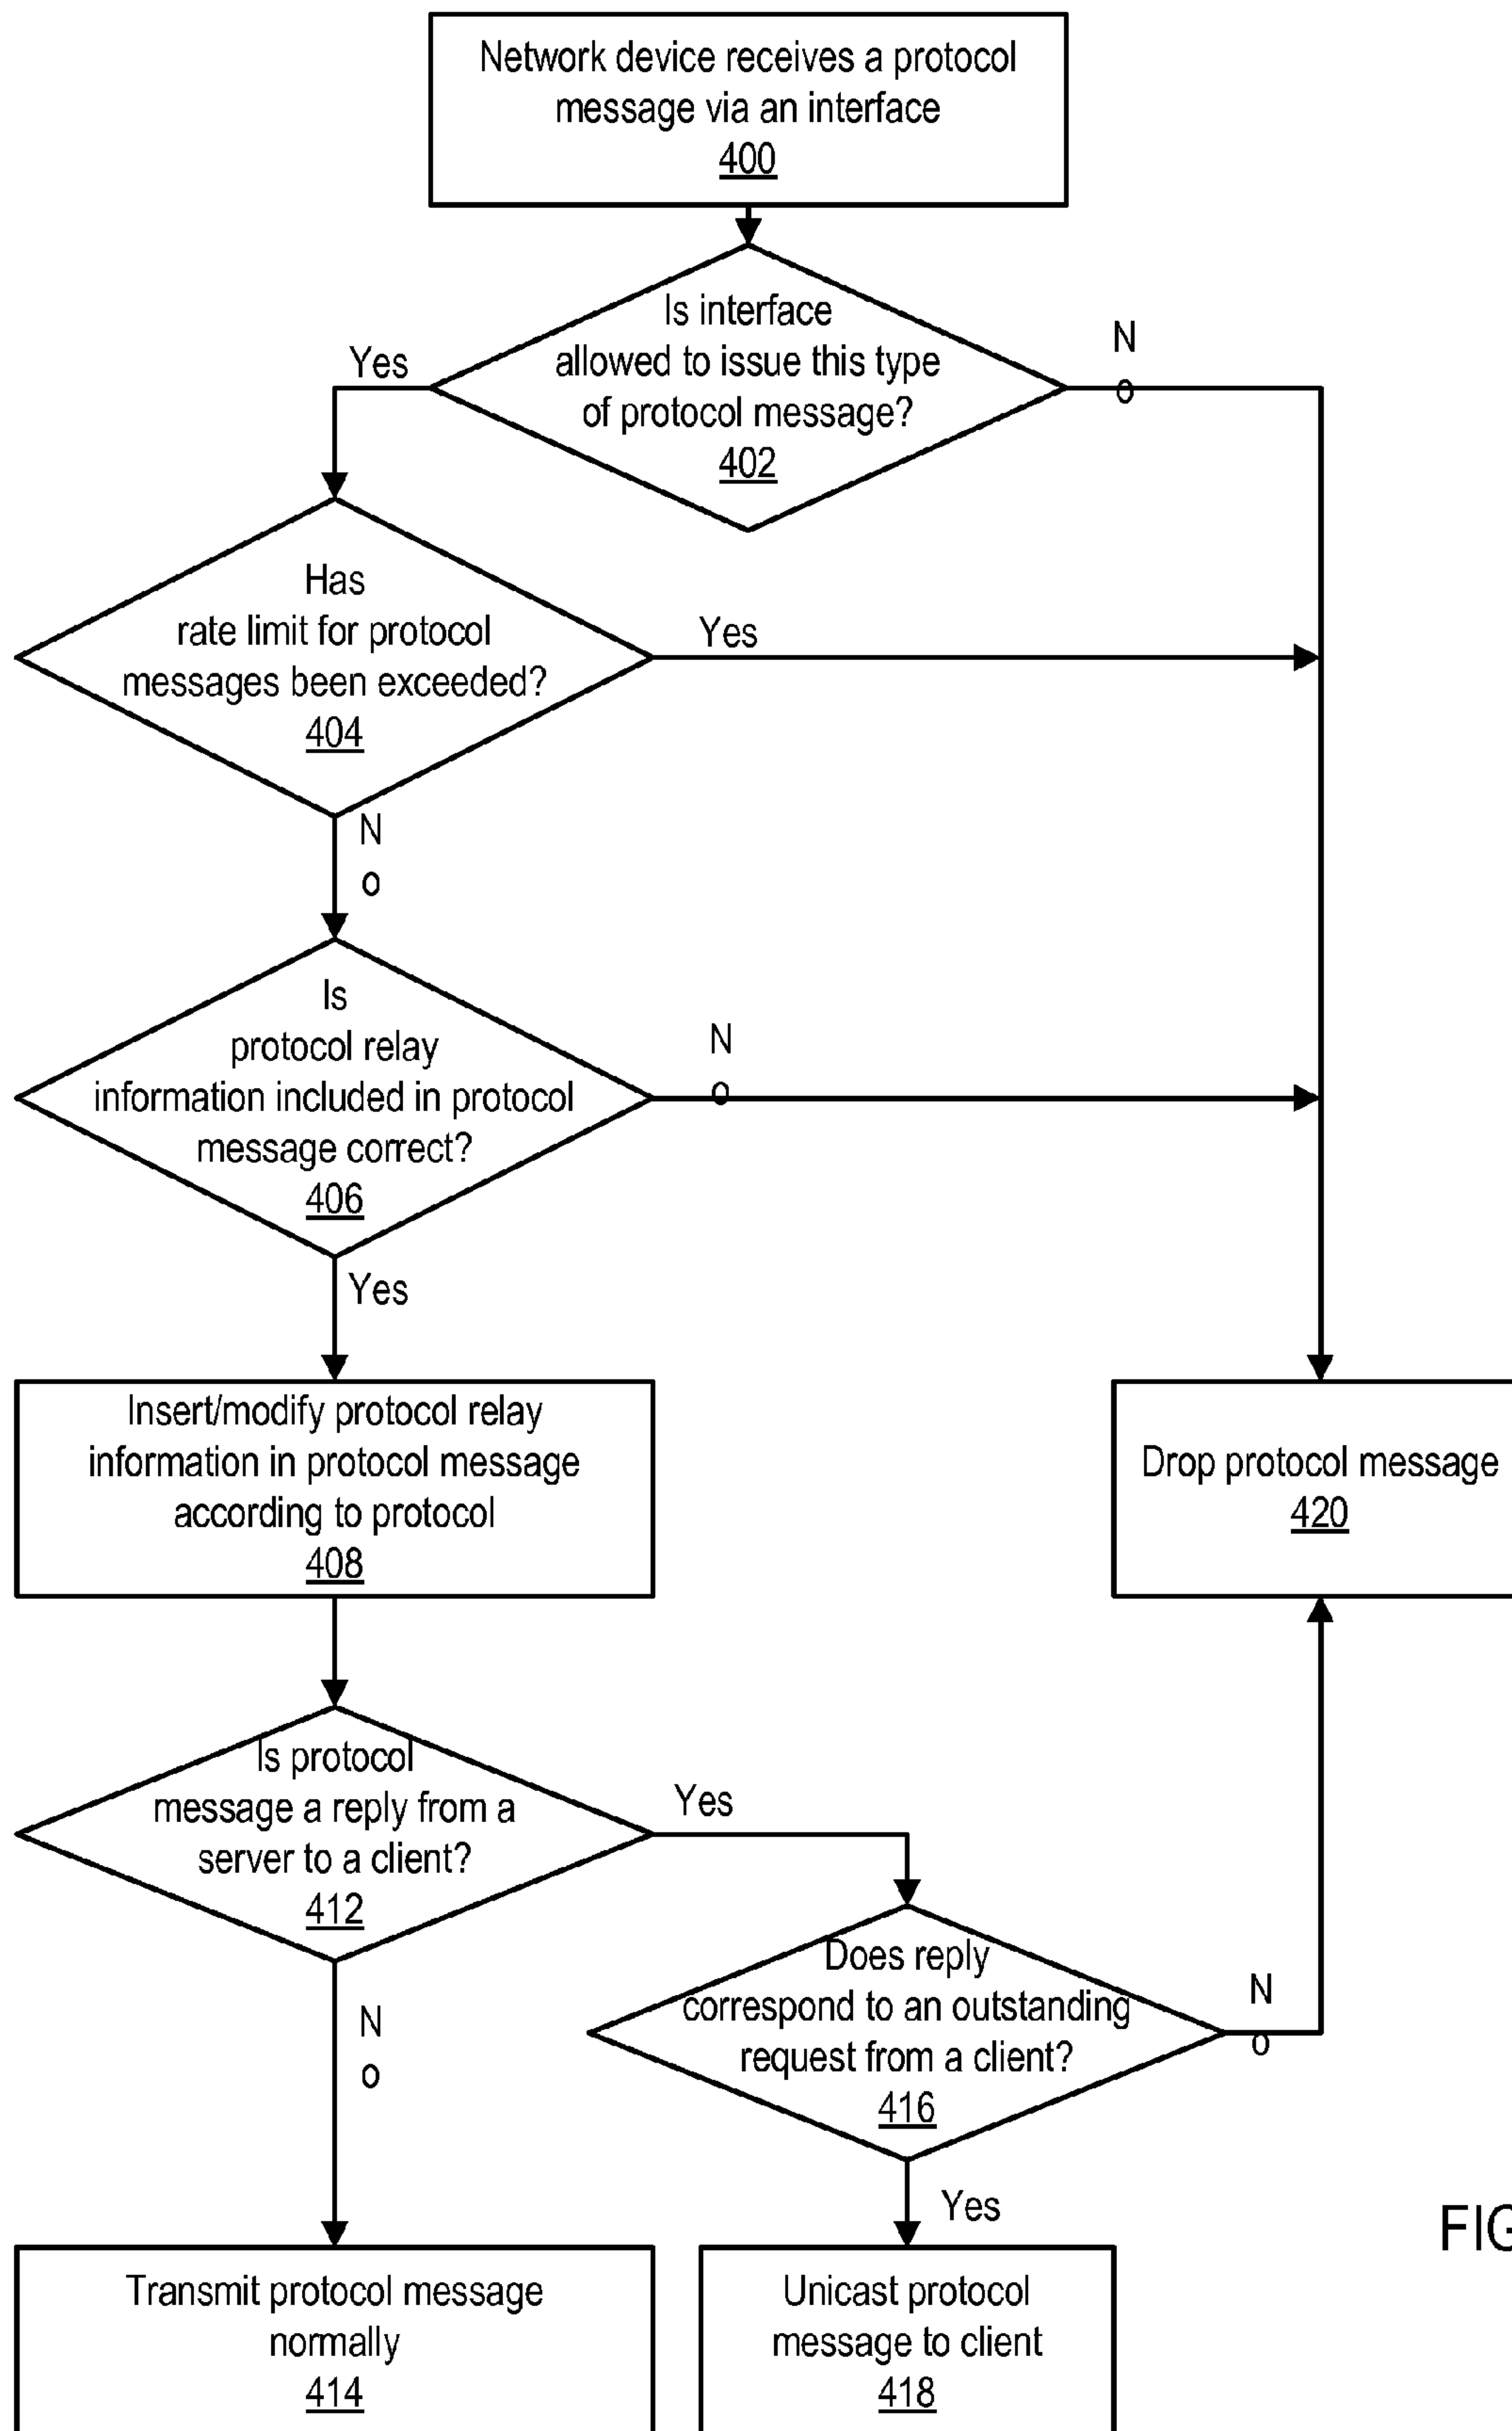 Network device receives a protocol
message via an interface
400
Is interface
allowed to issue this type
of protocol message?
402
Yes
N
o
Has
rate limit for protocol
messages been exceeded?
404
Yes
N
o
Is
protocol relay
information included in protocol
message correct?
406
N
o
Yes
Insert/modify protocol relay
information in protocol message
according to protocol
408
Drop protocol message
420
Is protocol
message a reply from a
server to a client?
412
Yes
N
o
Does reply
correspond to an outstanding
request from a client?
416
N
o
Yes
FIG
Transmit protocol message
normally
414
Unicast protocol
message to client
418